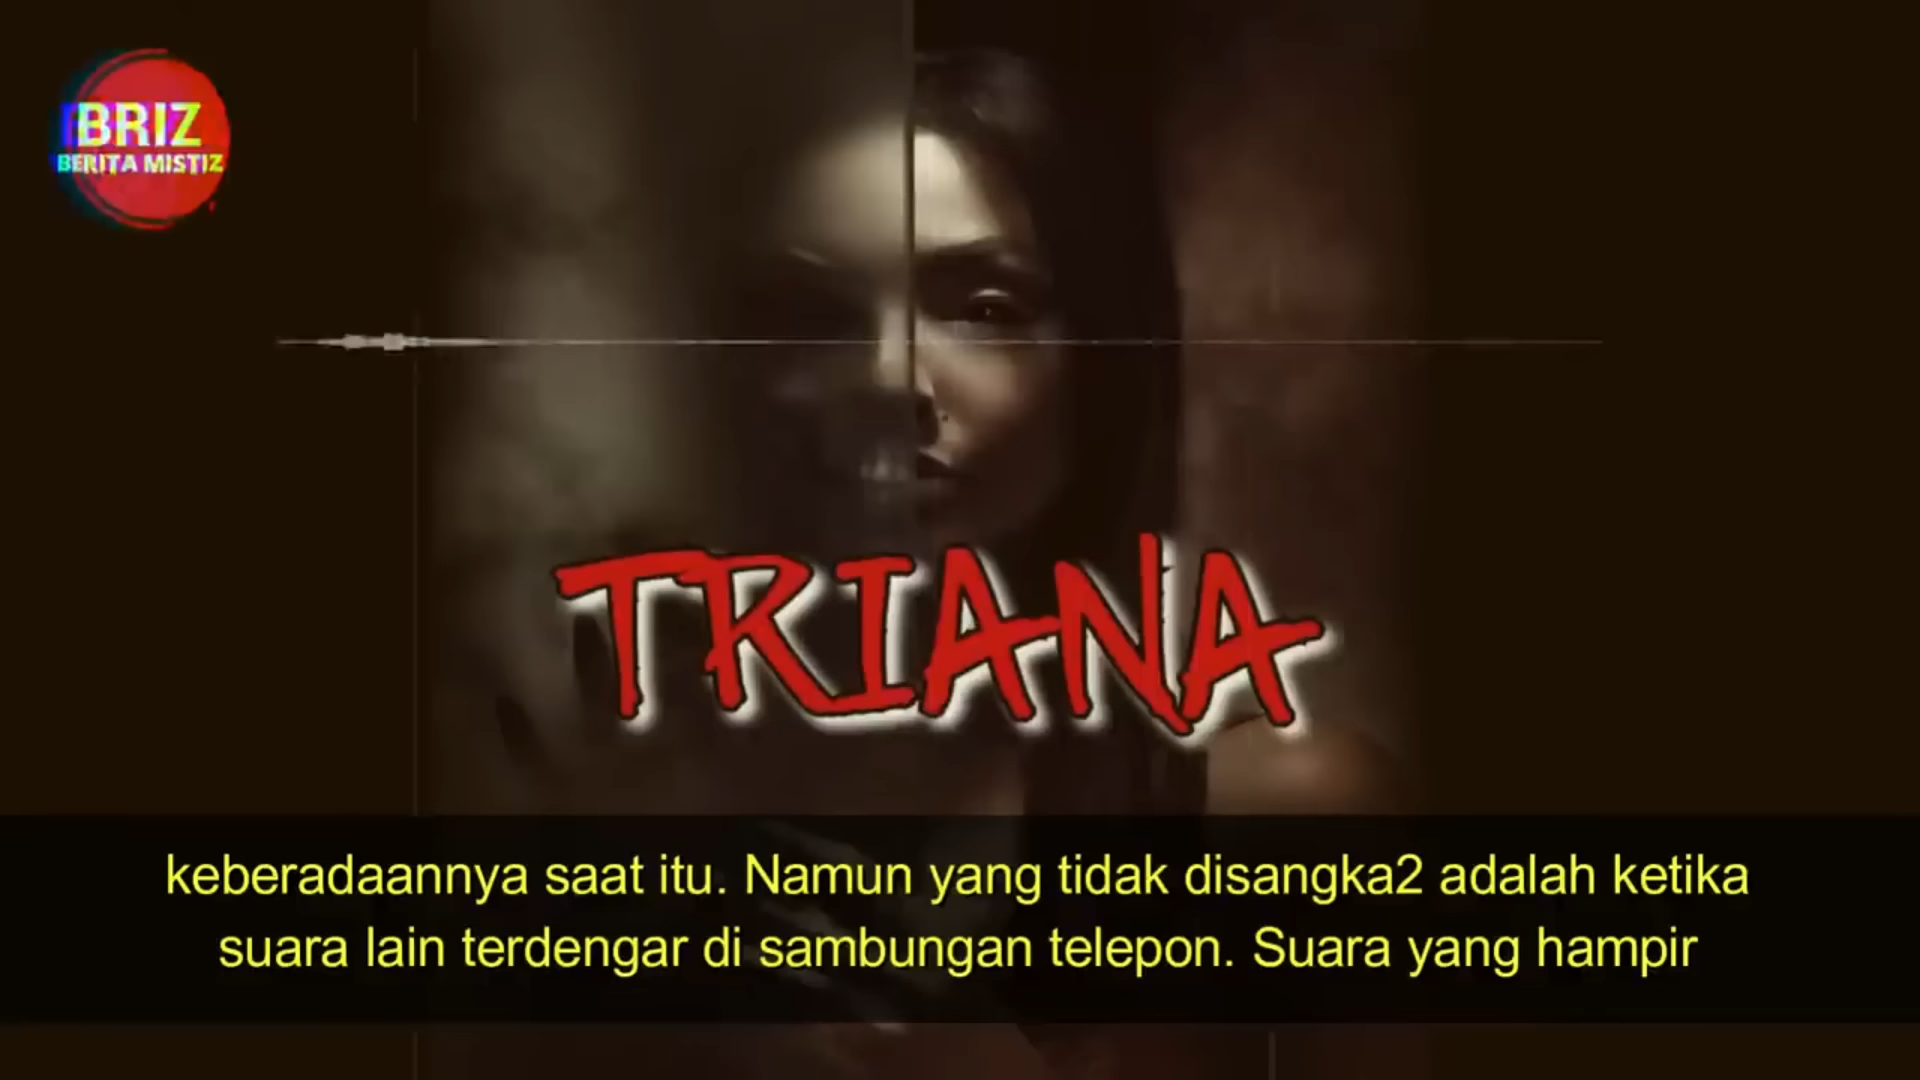 BRIZ
BERITA MISTIZ
TRIANA
keberadaannya saat itu. Namun yang tidak disangka2 adalah ketika
suara lain terdengar di sambungan telepon. Suara yang hampir